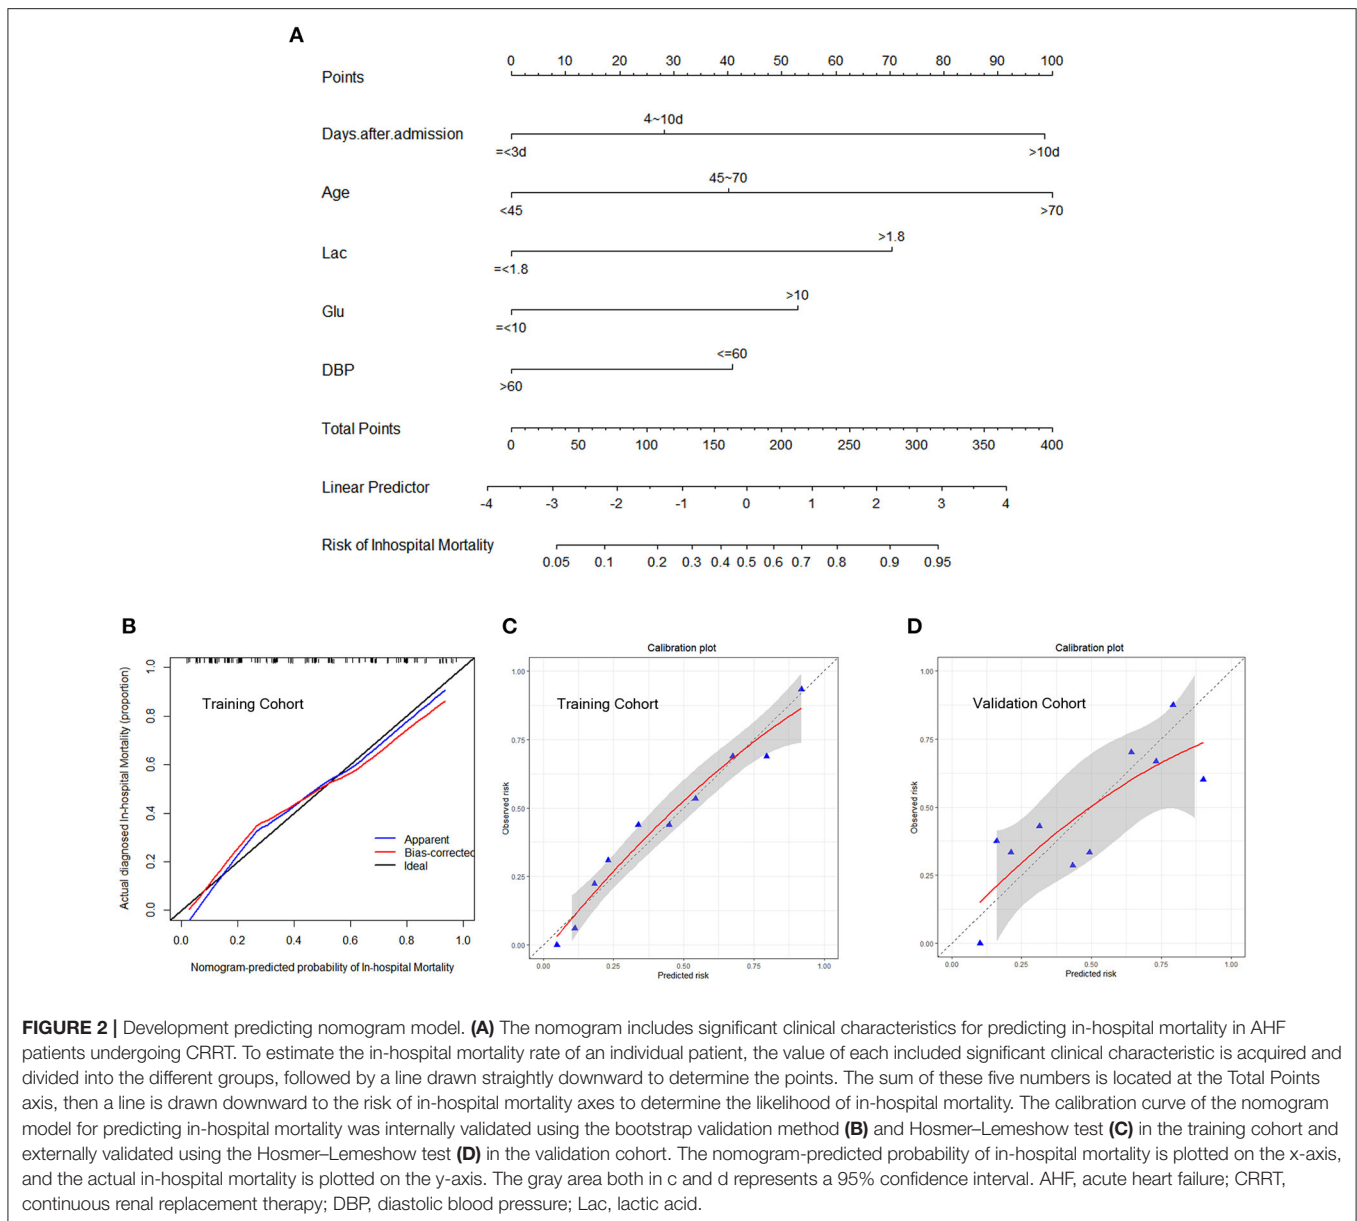 A
Points
0 10 20 30 40 50 60 70 80 90 100
Days.after.admission
4~10d
=<3d >10d
Age
45~70
<45 >70
Lac
>1.8
=<1.8
Glu
>10
=<10
DBP
<=60
>60
Total Points
0 50 100 150 200 250 300 350 400
Linear Predictor
-4 -3 -2 -1 0 1 2 3 4
Risk of Inhospital Mortality
0.05 0.1 0.2 0.3 0.4 0.5 0.6 0.7 0.8 0.9 0.95
B
Actual diagnosed In-hospital Mortality (proportion)
1.0
0.8
0.6
0.4
0.2
0.0
Training Cohort
Apparent
Bias-corrected
Ideal
0.0 0.2 0.4 0.6 0.8 1.0
Nomogram-predicted probability of In-hospital Mortality
C
Calibration plot
Training Cohort
Observed risk
1.00
0.75
0.50
0.25
0.00
0.00 0.25 0.50 0.75 1.00
Predicted risk
D
Calibration plot
Validation Cohort
Observed risk
1.00
0.75
0.50
0.25
0.00
0.00 0.25 0.50 0.75 1.00
Predicted risk
FIGURE 2 | Development predicting nomogram model. (A) The nomogram includes significant clinical characteristics for predicting in-hospital mortality in AHF
patients undergoing CRRT. To estimate the in-hospital mortality rate of an individual patient, the value of each included significant clinical characteristic is acquired and
divided into the different groups, followed by a line drawn straightly downward to determine the points. The sum of these five numbers is located at the Total Points
axis, then a line is drawn downward to the risk of in-hospital mortality axes to determine the likelihood of in-hospital mortality. The calibration curve of the nomogram
model for predicting in-hospital mortality was internally validated using the bootstrap validation method (B) and Hosmer–Lemeshow test (C) in the training cohort and
externally validated using the Hosmer–Lemeshow test (D) in the validation cohort. The nomogram-predicted probability of in-hospital mortality is plotted on the x-axis,
and the actual in-hospital mortality is plotted on the y-axis. The gray area both in c and d represents a 95% confidence interval. AHF, acute heart failure; CRRT,
continuous renal replacement therapy; DBP, diastolic blood pressure; Lac, lactic acid.